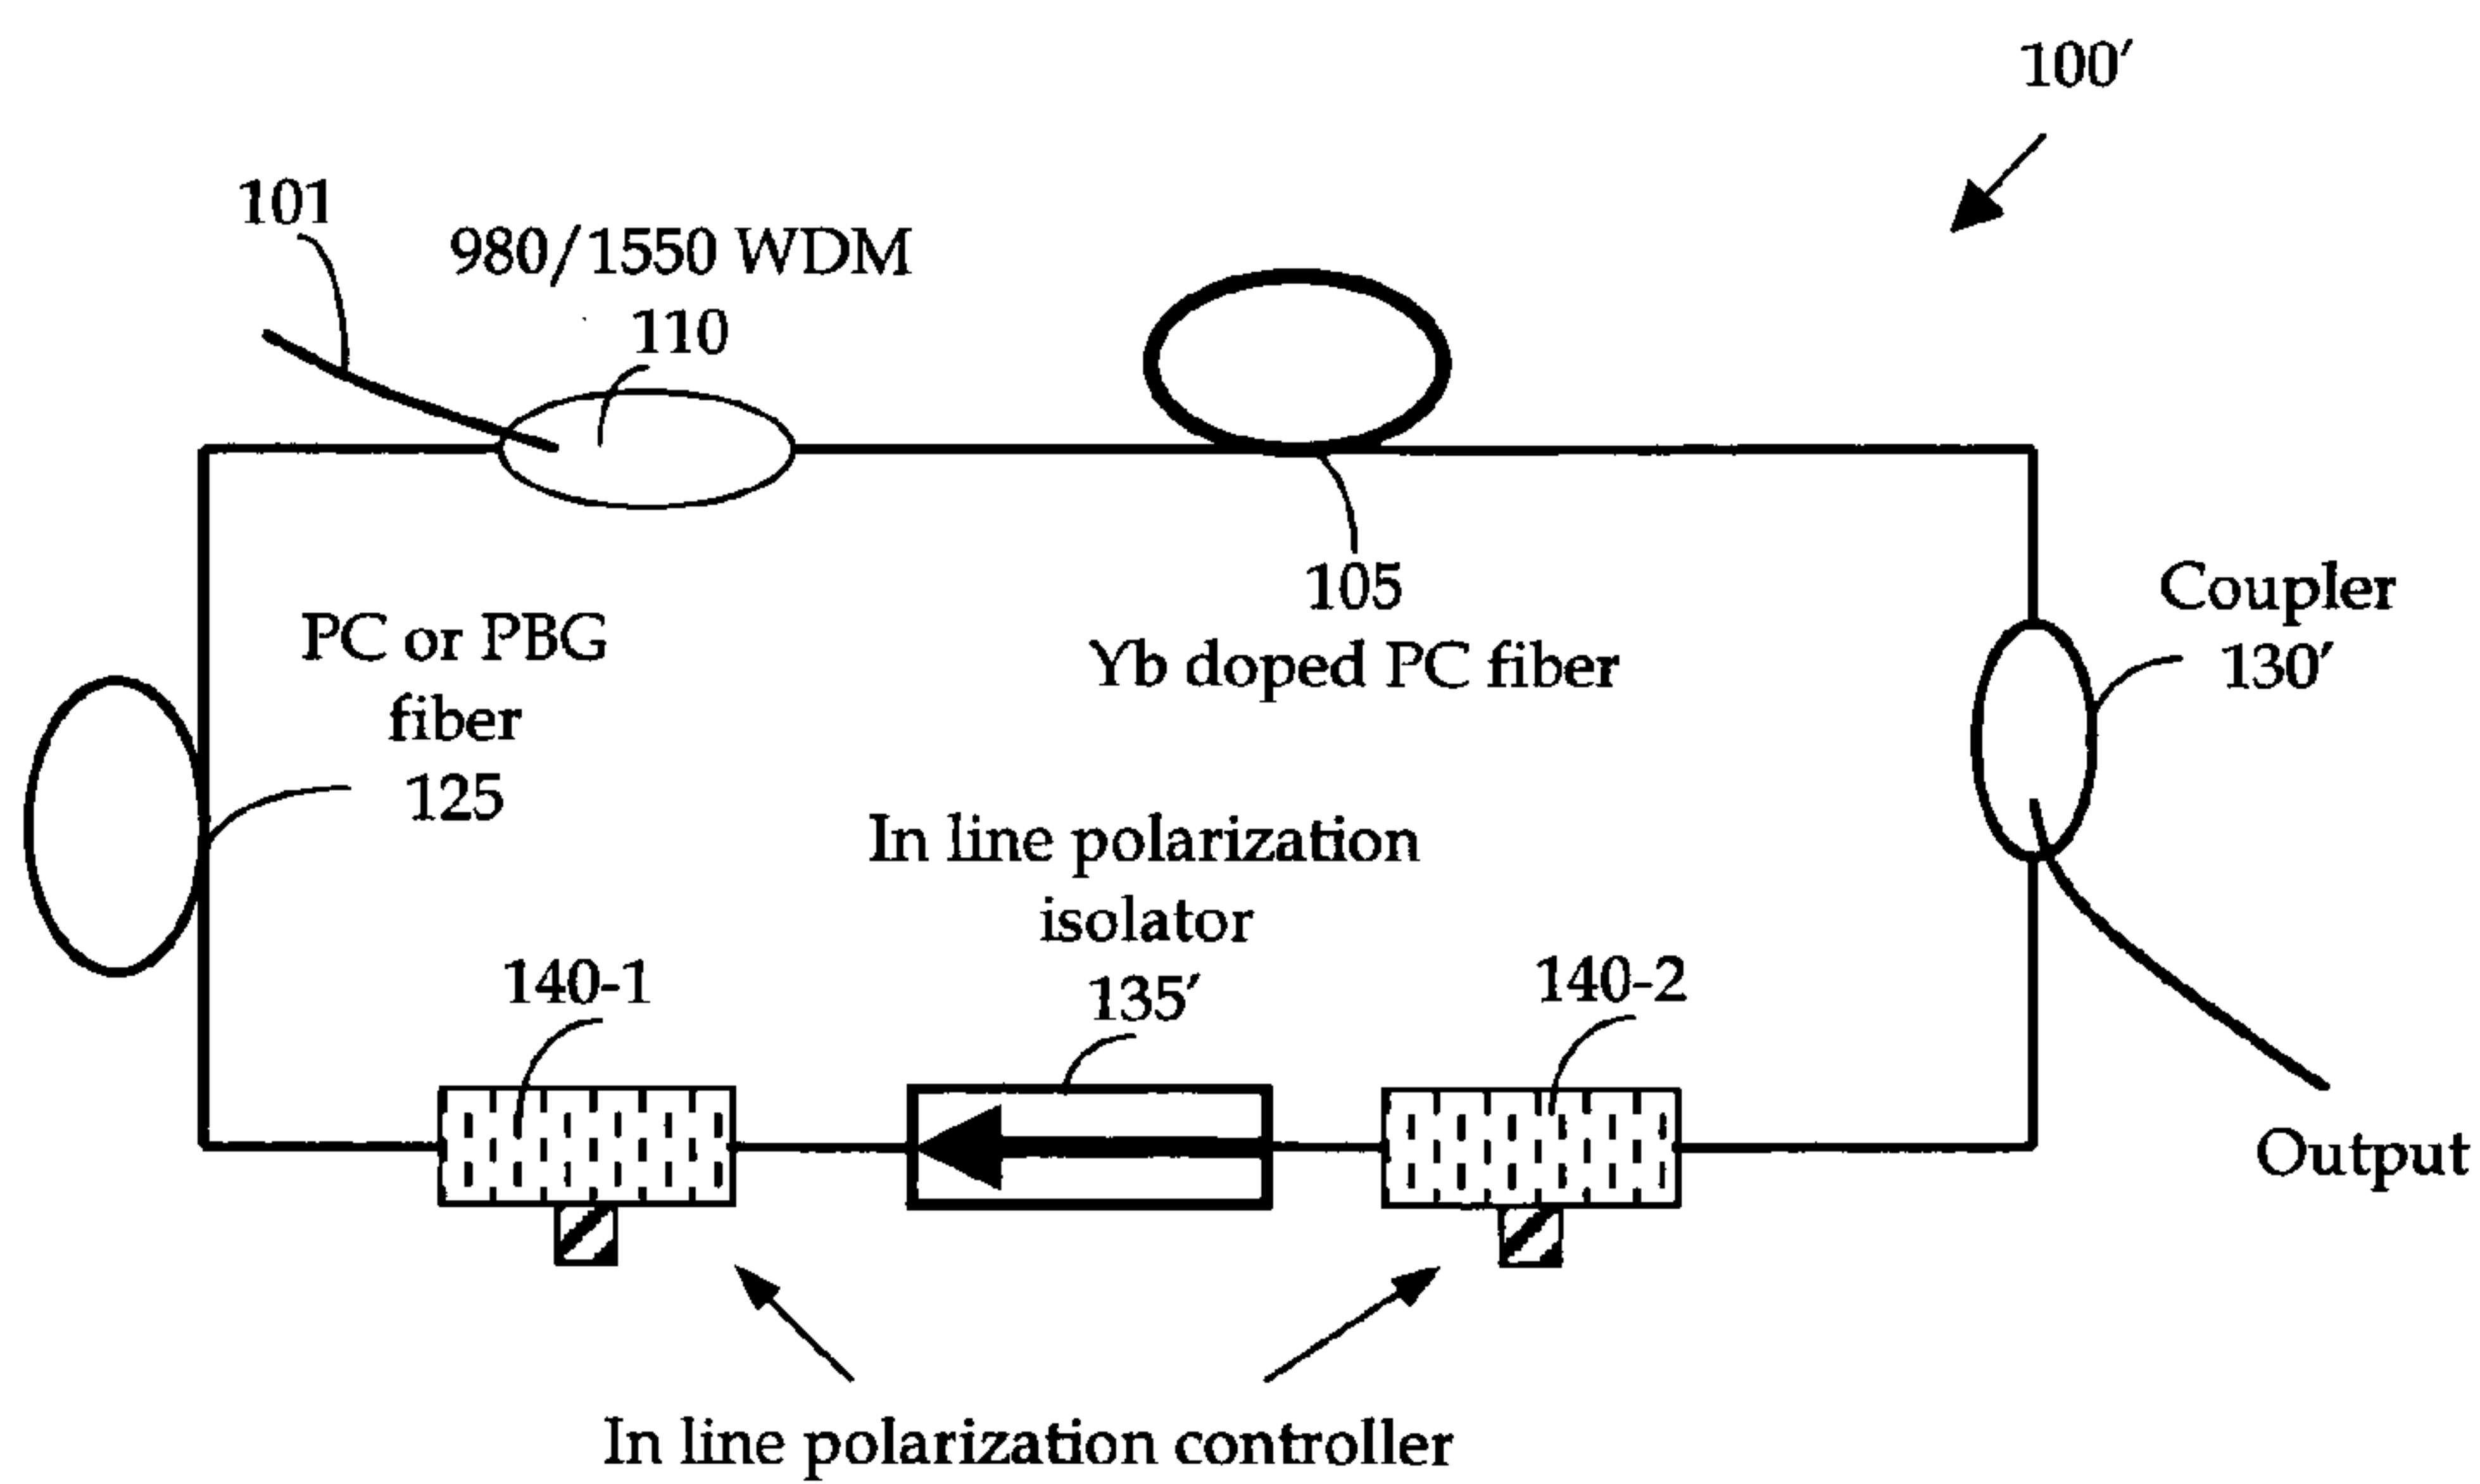 100′
101
980/1550 WDM
110
105
Yb doped PC fiber
Coupler
130′
PC or PBG
fiber
125
In line polarization
isolator
135′
140-1
140-2
Output
In line polarization controller